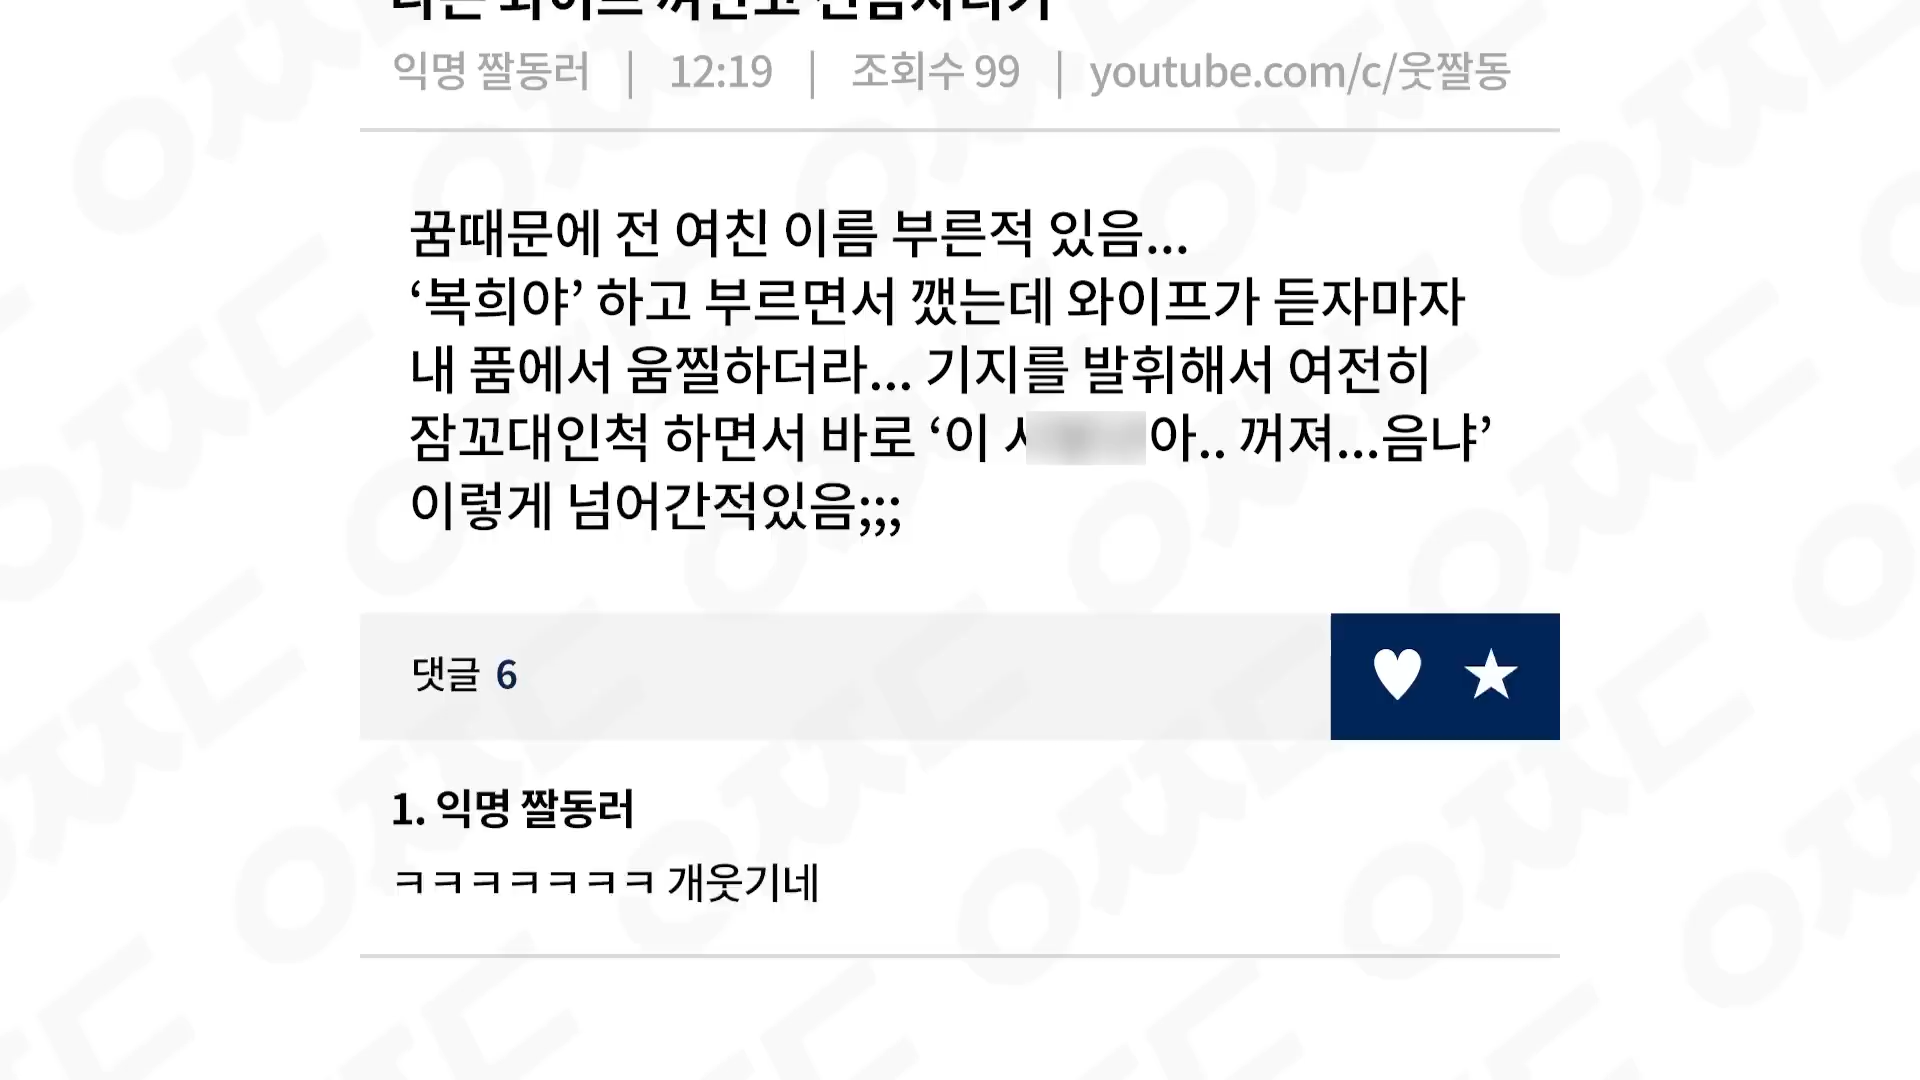 익명 짤동러 | 12:19 | 조회수 99 | youtube.com/c/웃짤동
꿈때문에 전 여친 이름 부른적 있음...
‘복희야’ 하고 부르면서 깼는데 와이프가 듣자마자
내 품에서 움찔하더라... 기지를 발휘해서 여전히
잠꼬대인척 하면서 바로 ‘이 아.. 꺼져...음냐’
이렇게 넘어간적있음;;;
댓글 6
1. 익명 짤동러
ㅋㅋㅋㅋㅋㅋㅋ 개웃기네